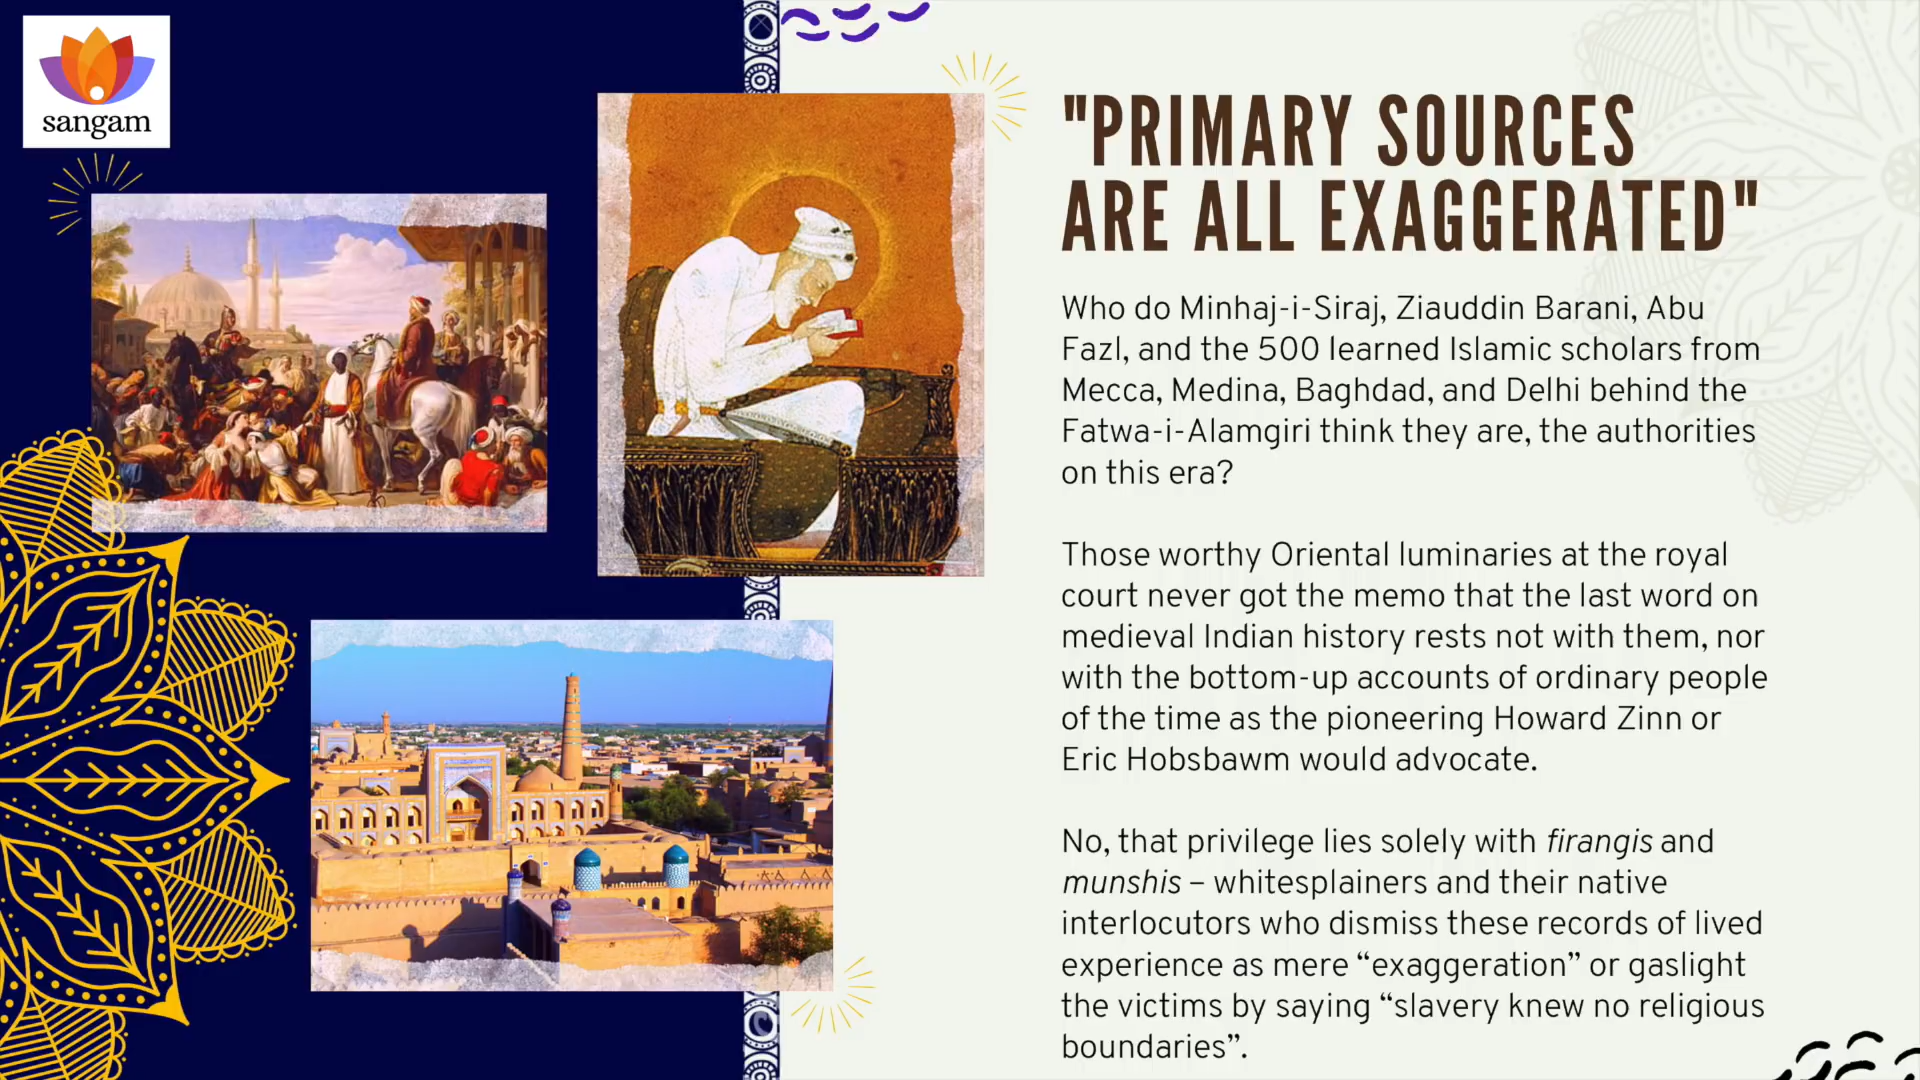 sangam
"PRIMARY SOURCES
ARE ALL EXAGGERATED"
Who do Minhaj-i-Siraj, Ziauddin Barani, Abu
Fazl, and the 500 learned Islamic scholars from
Mecca, Medina, Baghdad, and Delhi behind the
Fatwa-i-Alamgiri think they are, the authorities
on this era?
Those worthy Oriental luminaries at the royal
court never got the memo that the last word on
medieval Indian history rests not with them, nor
with the bottom-up accounts of ordinary people
of the time as the pioneering Howard Zinn or
Eric Hobsbawm would advocate.
No, that privilege lies solely with firangis and
munshis – whitesplainers and their native
interlocutors who dismiss these records of lived
experience as mere “exaggeration” or gaslight
the victims by saying “slavery knew no religious
boundaries”.